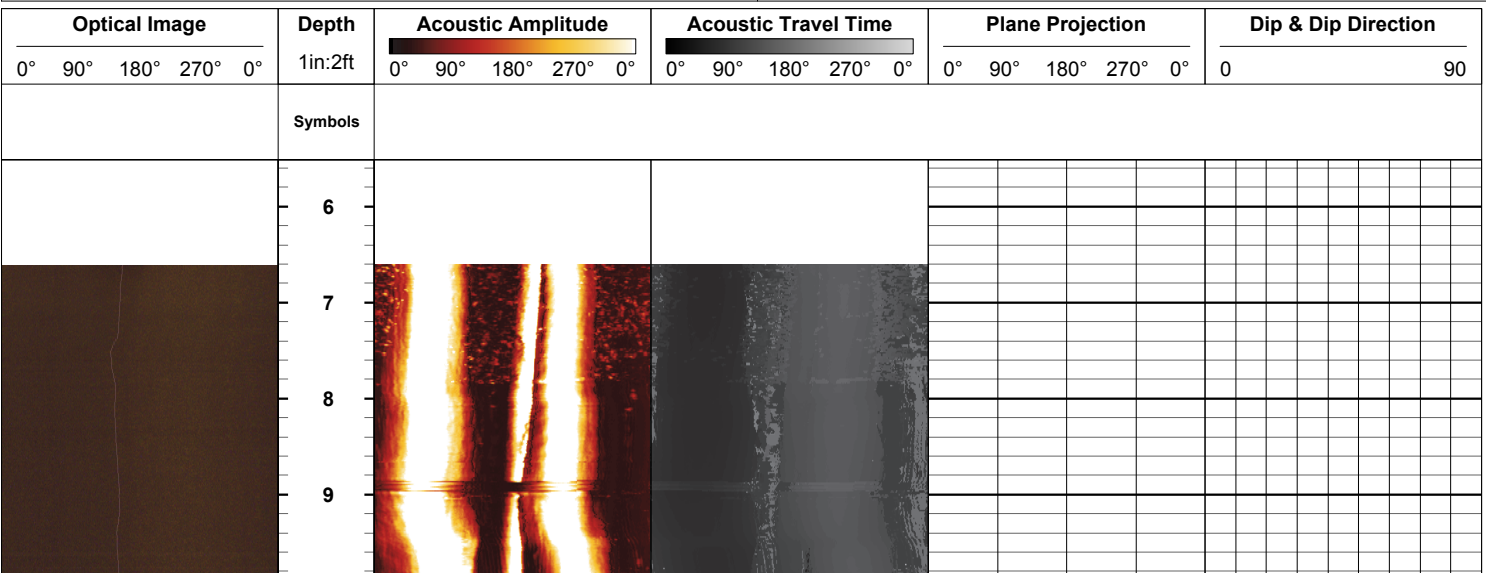 Optical Image Depth Acoustic Amplitude Acoustic Travel Time Plane Projection Dip & Dip Direction
1in:2ft
0° 90° 180° 270° 0° 0° 90° 180° 270° 0° 0° 90° 180° 270° 0° 0° 90° 180° 270° 0° 0 90
Symbols
6
7
8
9